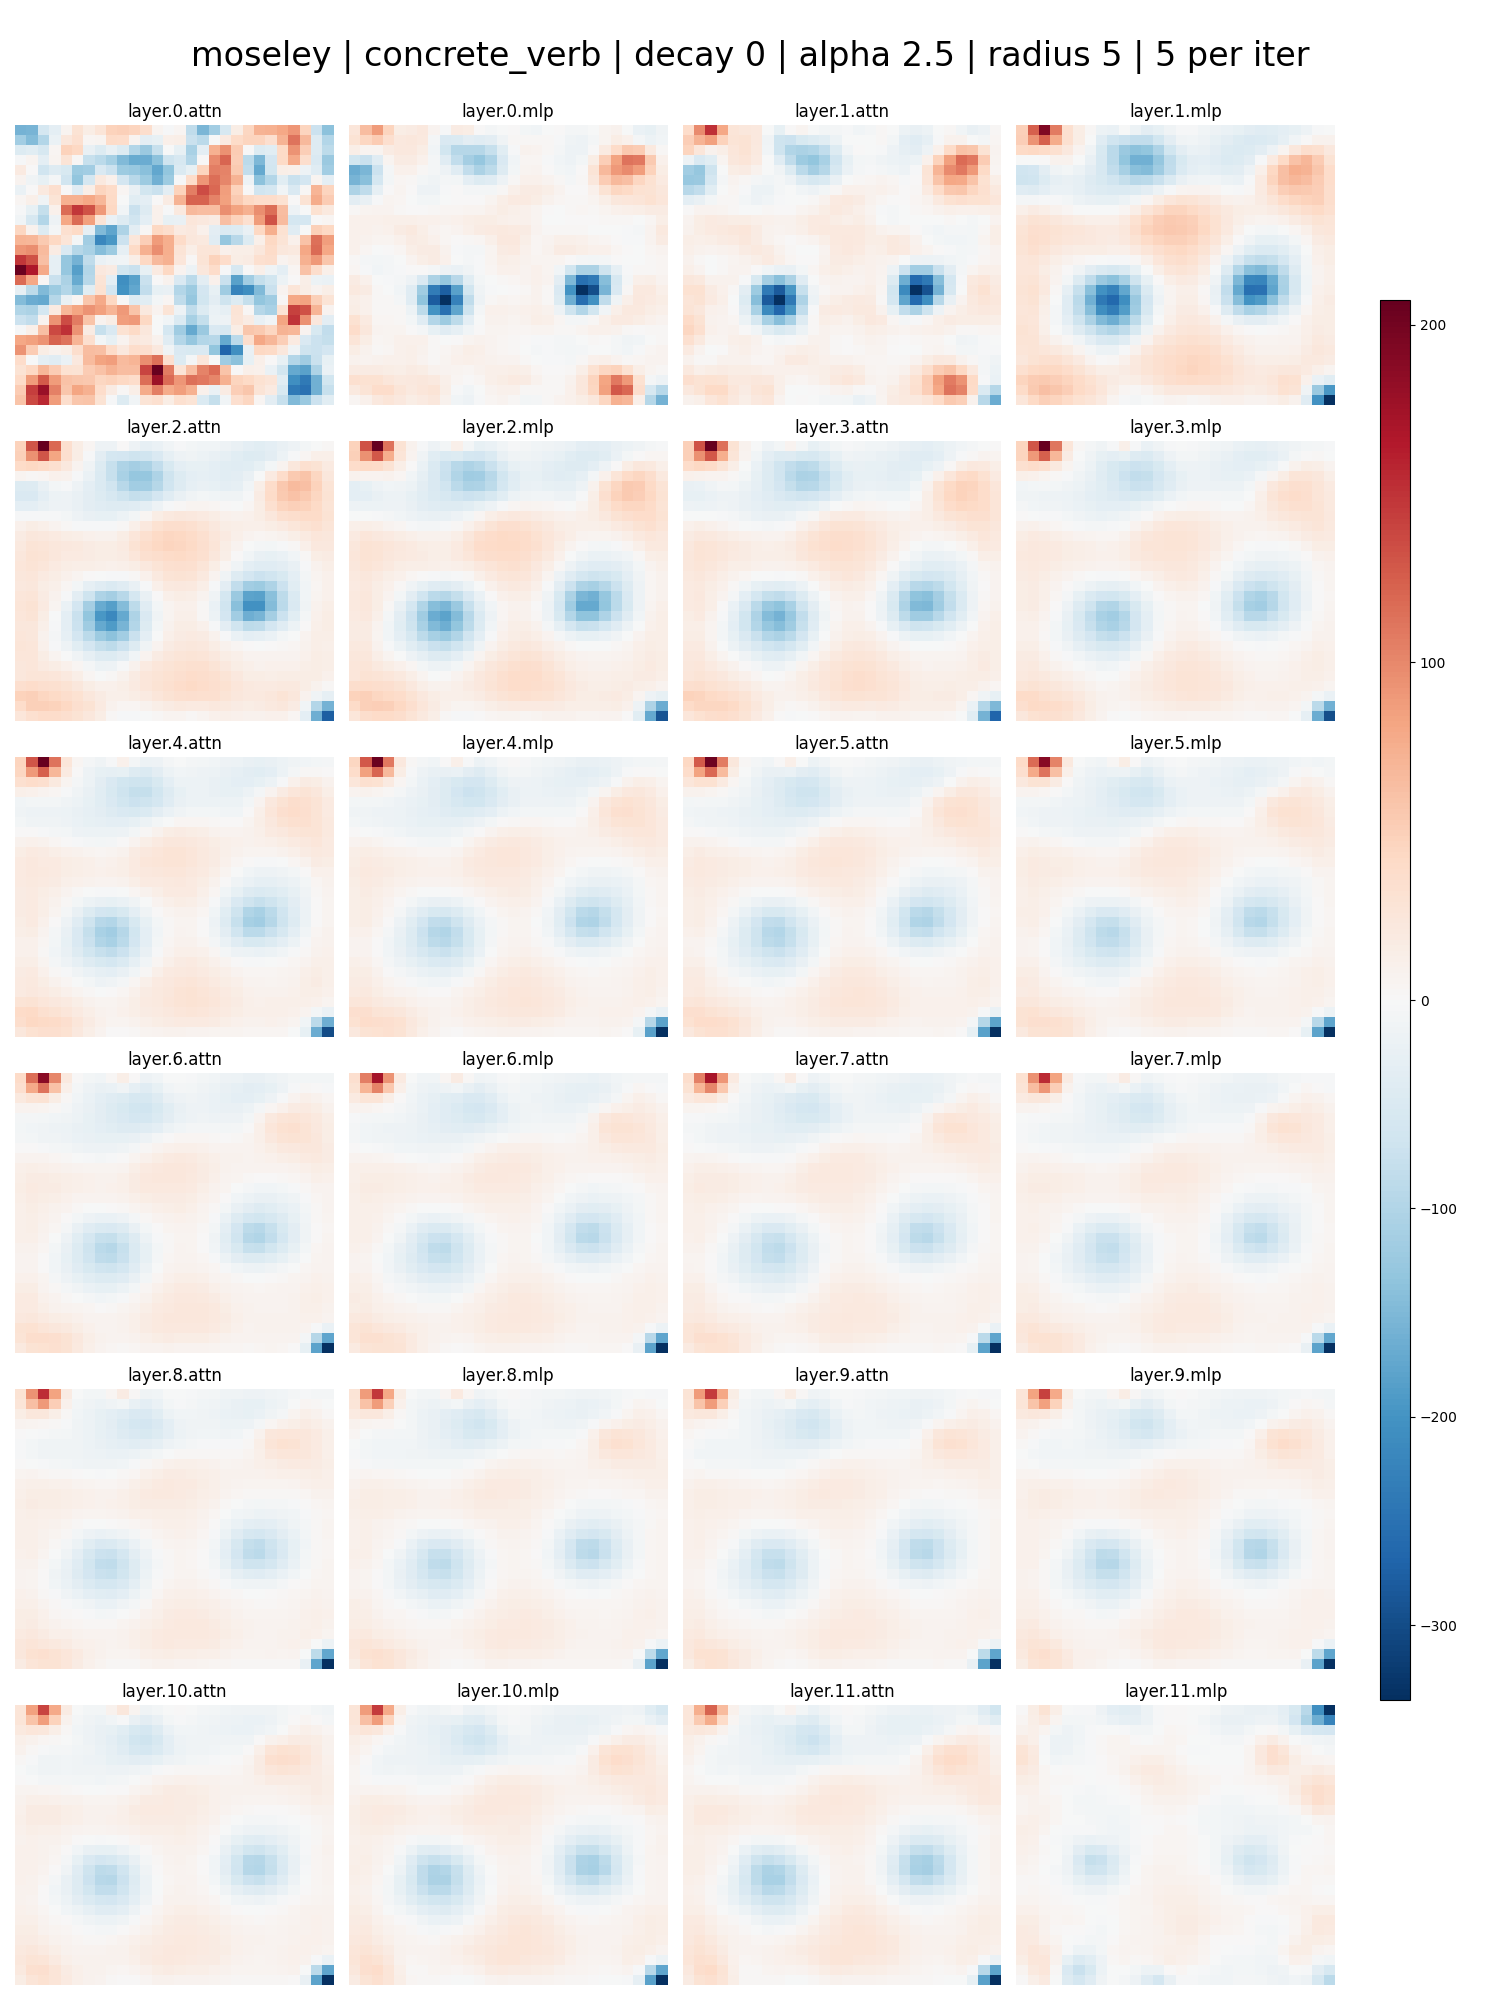 moseley | concrete_verb | decay 0 | alpha 2.5 | radius 5 | 5 per iter
layer.0.attn
layer.0.mlp
layer.1.attn
layer.1.mlp
layer.2.attn
layer.2.mlp
layer.3.attn
layer.3.mlp
layer.4.attn
layer.4.mlp
layer.5.attn
layer.5.mlp
layer.6.attn
layer.6.mlp
layer.7.attn
layer.7.mlp
layer.8.attn
layer.8.mlp
layer.9.attn
layer.9.mlp
layer.10.attn
layer.10.mlp
layer.11.attn
layer.11.mlp
200
100
0
−100
−200
−300